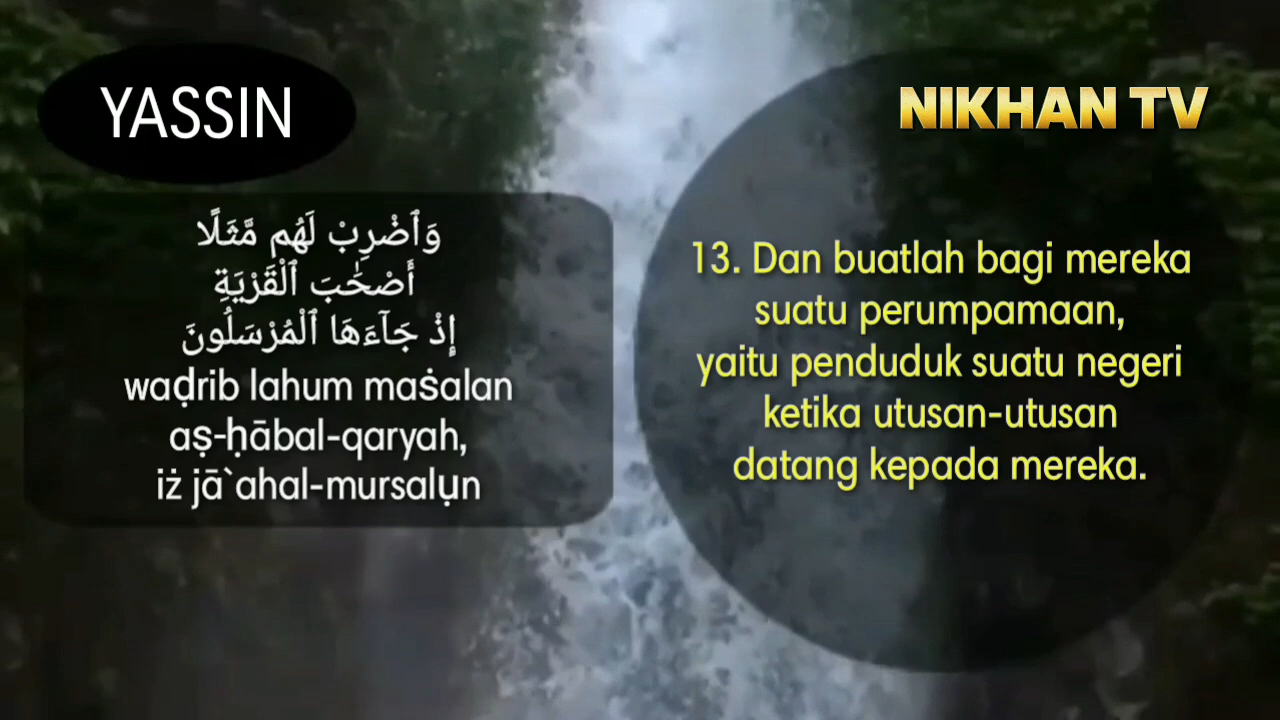 YASSIN
NIKHAN TV
وَٱضْرِبْ لَهُم مَّثَلًا
أَصْحَٰبَ ٱلْقَرْيَةِ
إِذْ جَآءَهَا ٱلْمُرْسَلُونَ
waḍrib lahum maṡalan
aṣ-ḥābal-qaryah,
iż jā`ahal-mursalụn
13. Dan buatlah bagi mereka
suatu perumpamaan,
yaitu penduduk suatu negeri
ketika utusan-utusan
datang kepada mereka.